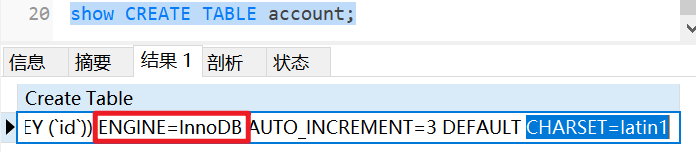 20 show CREATE TABLE account;
信息 摘要 结果 1 剖析 状态
Create Table
EY (`id`)) ENGINE=InnoDB AUTO_INCREMENT=3 DEFAULT CHARSET=latin1